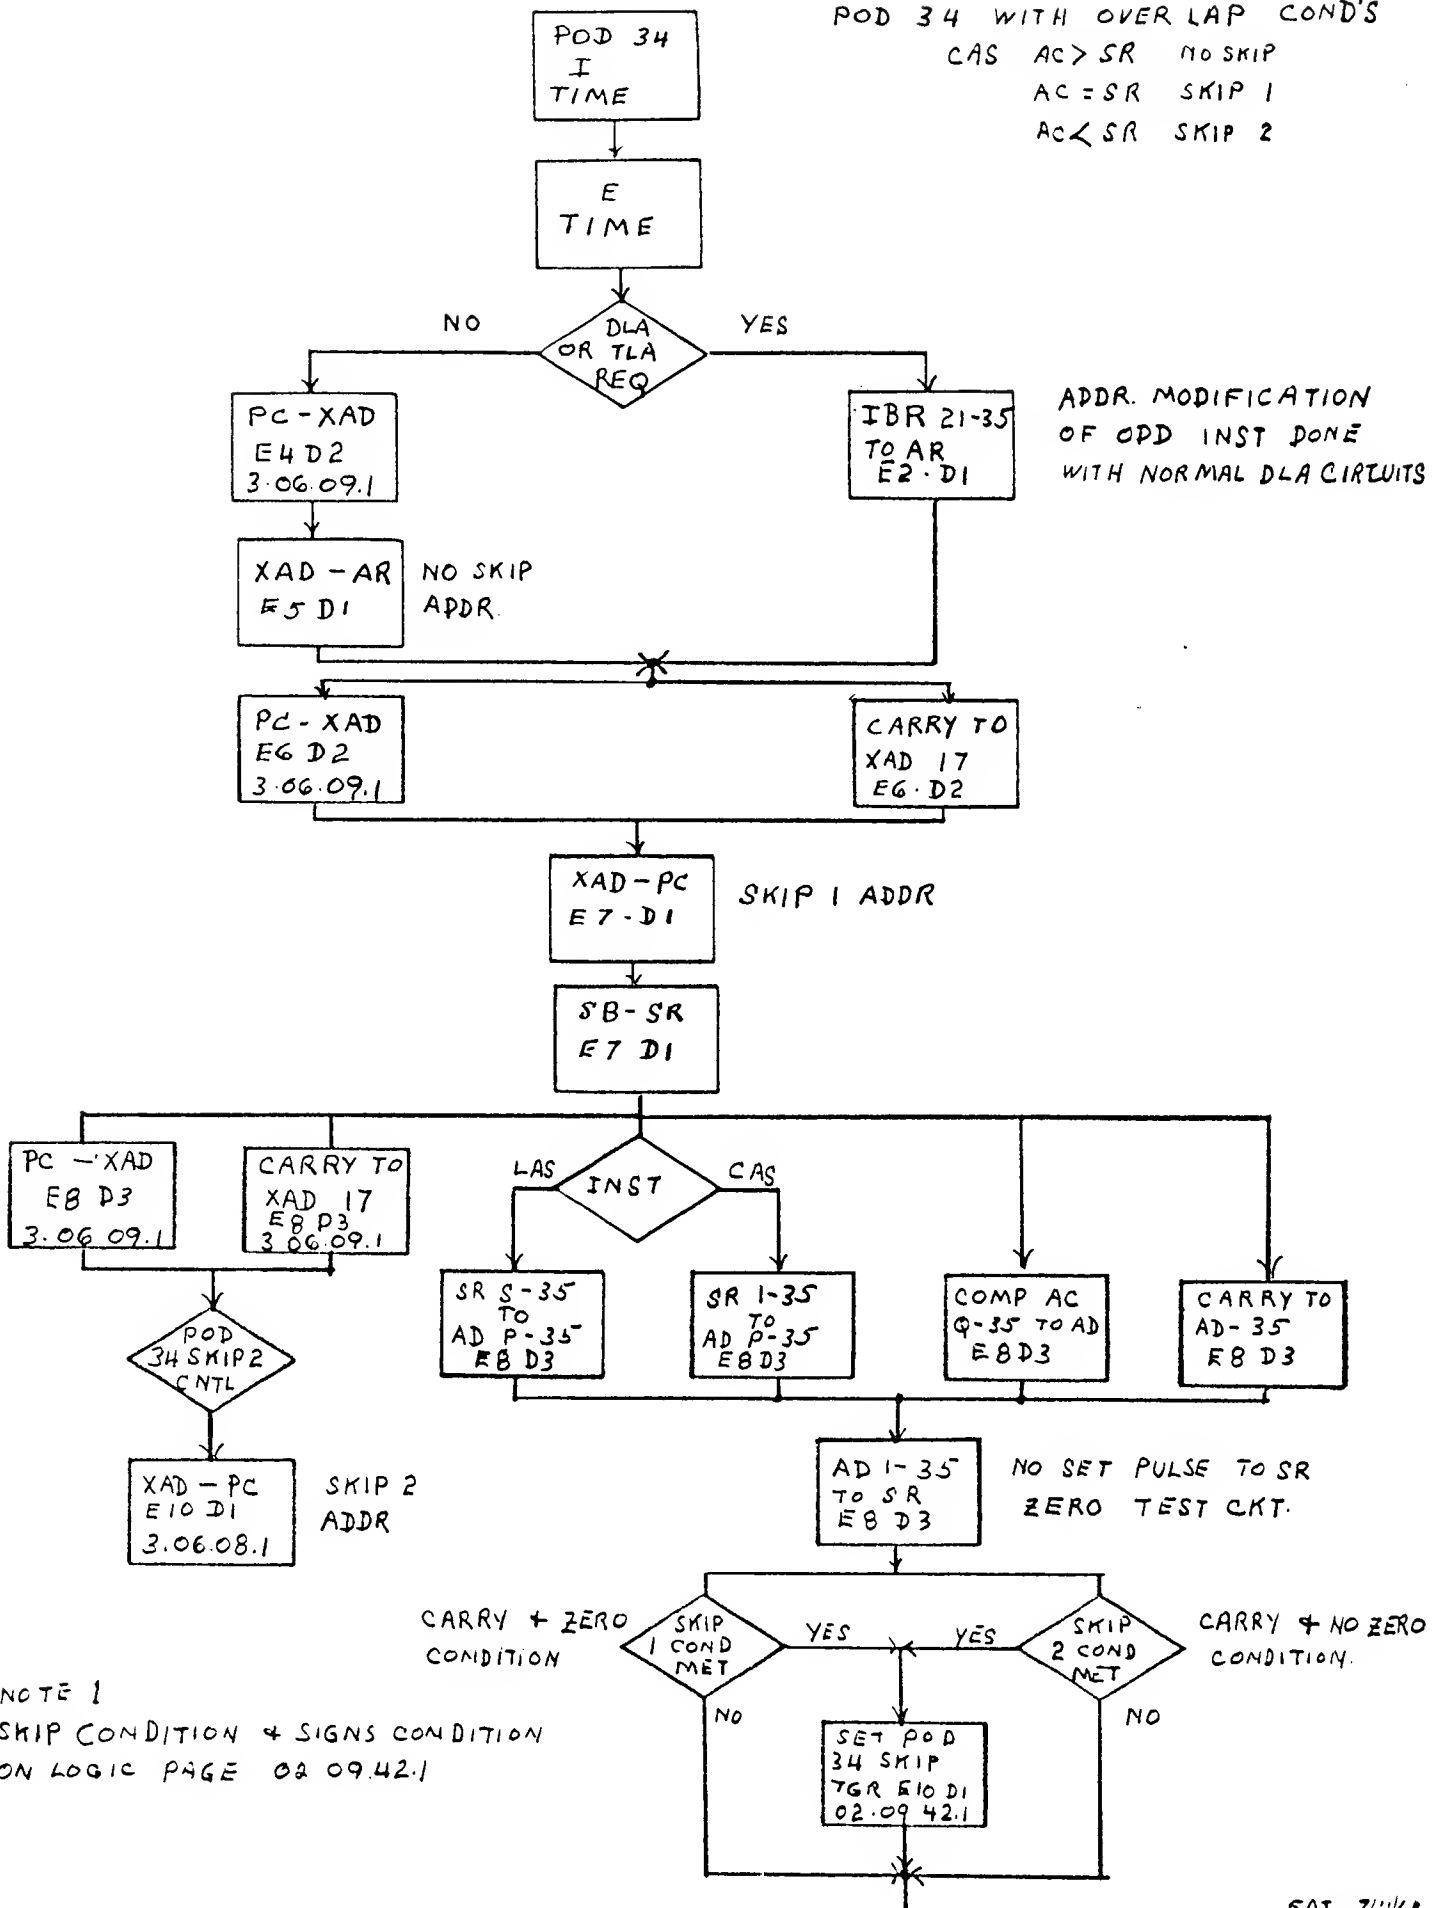 POD 34 WITH OVERLAP COND'S
CAS AC > SR NO SKIP
AC = SR SKIP 1
AC < SR SKIP 2
POD 34
I
TIME
E
TIME
DLA
OR TLA
REQ
NO
YES
PC - XAD
E4 D2
3.06.09.1
IBR 21-35
TO AR
E2 · D1
ADDR. MODIFICATION
OF ODD INST DONE
WITH NORMAL DLA CIRCUITS
XAD - AR
E5 D1
NO SKIP
ADDR.
PC - XAD
E6 D2
3.06.09.1
CARRY TO
XAD 17
E6 · D2
XAD - PC
E7 - D1
SKIP 1 ADDR
SB - SR
E7 D1
PC - XAD
E8 D3
3.06 09.1
CARRY TO
XAD 17
E8 D3
3 06.09.1
LAS
INST
CAS
SR S-35
TO
AD P-35
E8 D3
SR 1-35
TO
AD P-35
E8D3
COMP AC
Q-35 TO AD
E8D3
CARRY TO
AD-35
E8 D3
POD
34 SKIP 2
CNTL
XAD - PC
E10 D1
3.06.08.1
SKIP 2
ADDR
AD 1-35
TO SR
E8 D3
NO SET PULSE TO SR
ZERO TEST CKT.
CARRY + ZERO
CONDITION
SKIP
1 COND
MET
YES
YES
SKIP
2 COND
MET
CARRY + NO ZERO
CONDITION.
NO
NO
SET POD
34 SKIP
TGR E10 D1
02.09 42.1
NOTE 1
SKIP CONDITION + SIGNS CONDITION
ON LOGIC PAGE 02 09.42.1